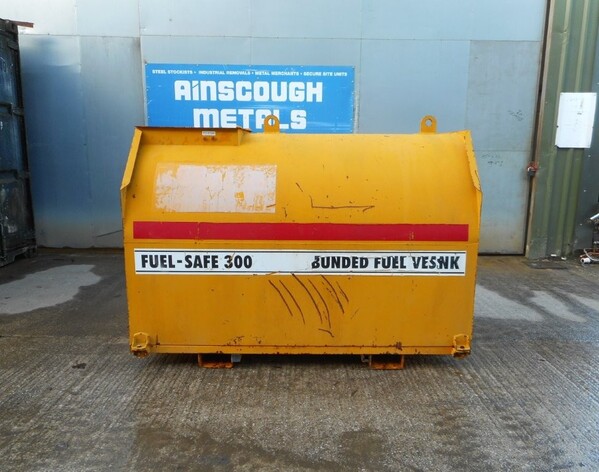 STEEL STOCKISTS • INDUSTRIAL REMOVALS • METAL MERCHANTS • SECURE SITE UNITS
AiNSCOUGH
METALS
FUEL-SAFE 300 BUNDED FUEL VESNK